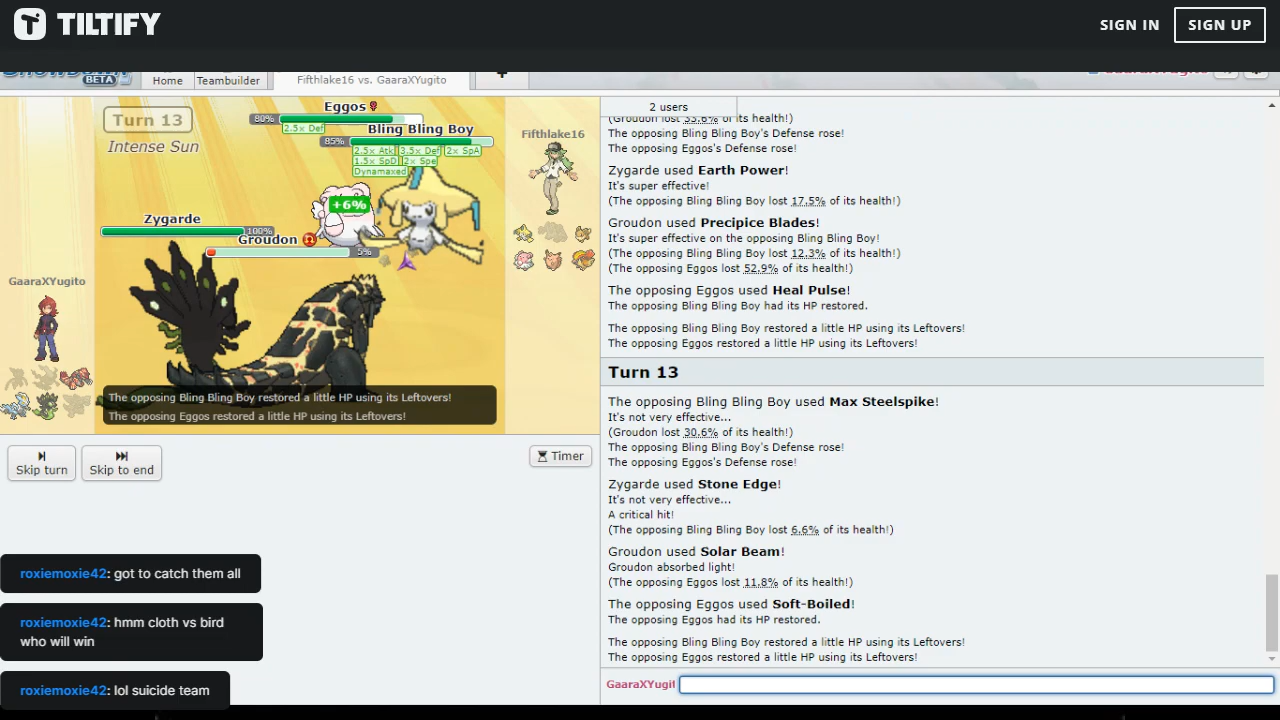 TILTIFY
SIGN IN
SIGN UP
BETA
Home
Teambuilder
Fifthlake16 vs. GaaraXYugito
Turn 13
Intense Sun
Eggos
80%
2.5× Def
Bling Bling Boy
85%
2.5× Atk 3.5× Def 2× SpA
1.5× SpD 2× Spe
Dynamaxed
+6%
Zygarde
100%
Groudon
5%
Fifthlake16
GaaraXYugito
The opposing Bling Bling Boy restored a little HP using its Leftovers!
The opposing Eggos restored a little HP using its Leftovers!
Skip turn
Skip to end
Timer
roxiemoxie42: got to catch them all
roxiemoxie42: hmm cloth vs bird
who will win
roxiemoxie42: lol suicide team
2 users
(Groudon lost 33.6% of its health!)
The opposing Bling Bling Boy's Defense rose!
The opposing Eggos's Defense rose!
Zygarde used Earth Power!
It's super effective!
(The opposing Bling Bling Boy lost 17.5% of its health!)
Groudon used Precipice Blades!
It's super effective on the opposing Bling Bling Boy!
(The opposing Bling Bling Boy lost 12.3% of its health!)
(The opposing Eggos lost 52.9% of its health!)
The opposing Eggos used Heal Pulse!
The opposing Bling Bling Boy had its HP restored.
The opposing Bling Bling Boy restored a little HP using its Leftovers!
The opposing Eggos restored a little HP using its Leftovers!
Turn 13
The opposing Bling Bling Boy used Max Steelspike!
It's not very effective...
(Groudon lost 30.6% of its health!)
The opposing Bling Bling Boy's Defense rose!
The opposing Eggos's Defense rose!
Zygarde used Stone Edge!
It's not very effective...
A critical hit!
(The opposing Bling Bling Boy lost 6.6% of its health!)
Groudon used Solar Beam!
Groudon absorbed light!
(The opposing Eggos lost 11.8% of its health!)
The opposing Eggos used Soft-Boiled!
The opposing Eggos had its HP restored.
The opposing Bling Bling Boy restored a little HP using its Leftovers!
The opposing Eggos restored a little HP using its Leftovers!
GaaraXYugit